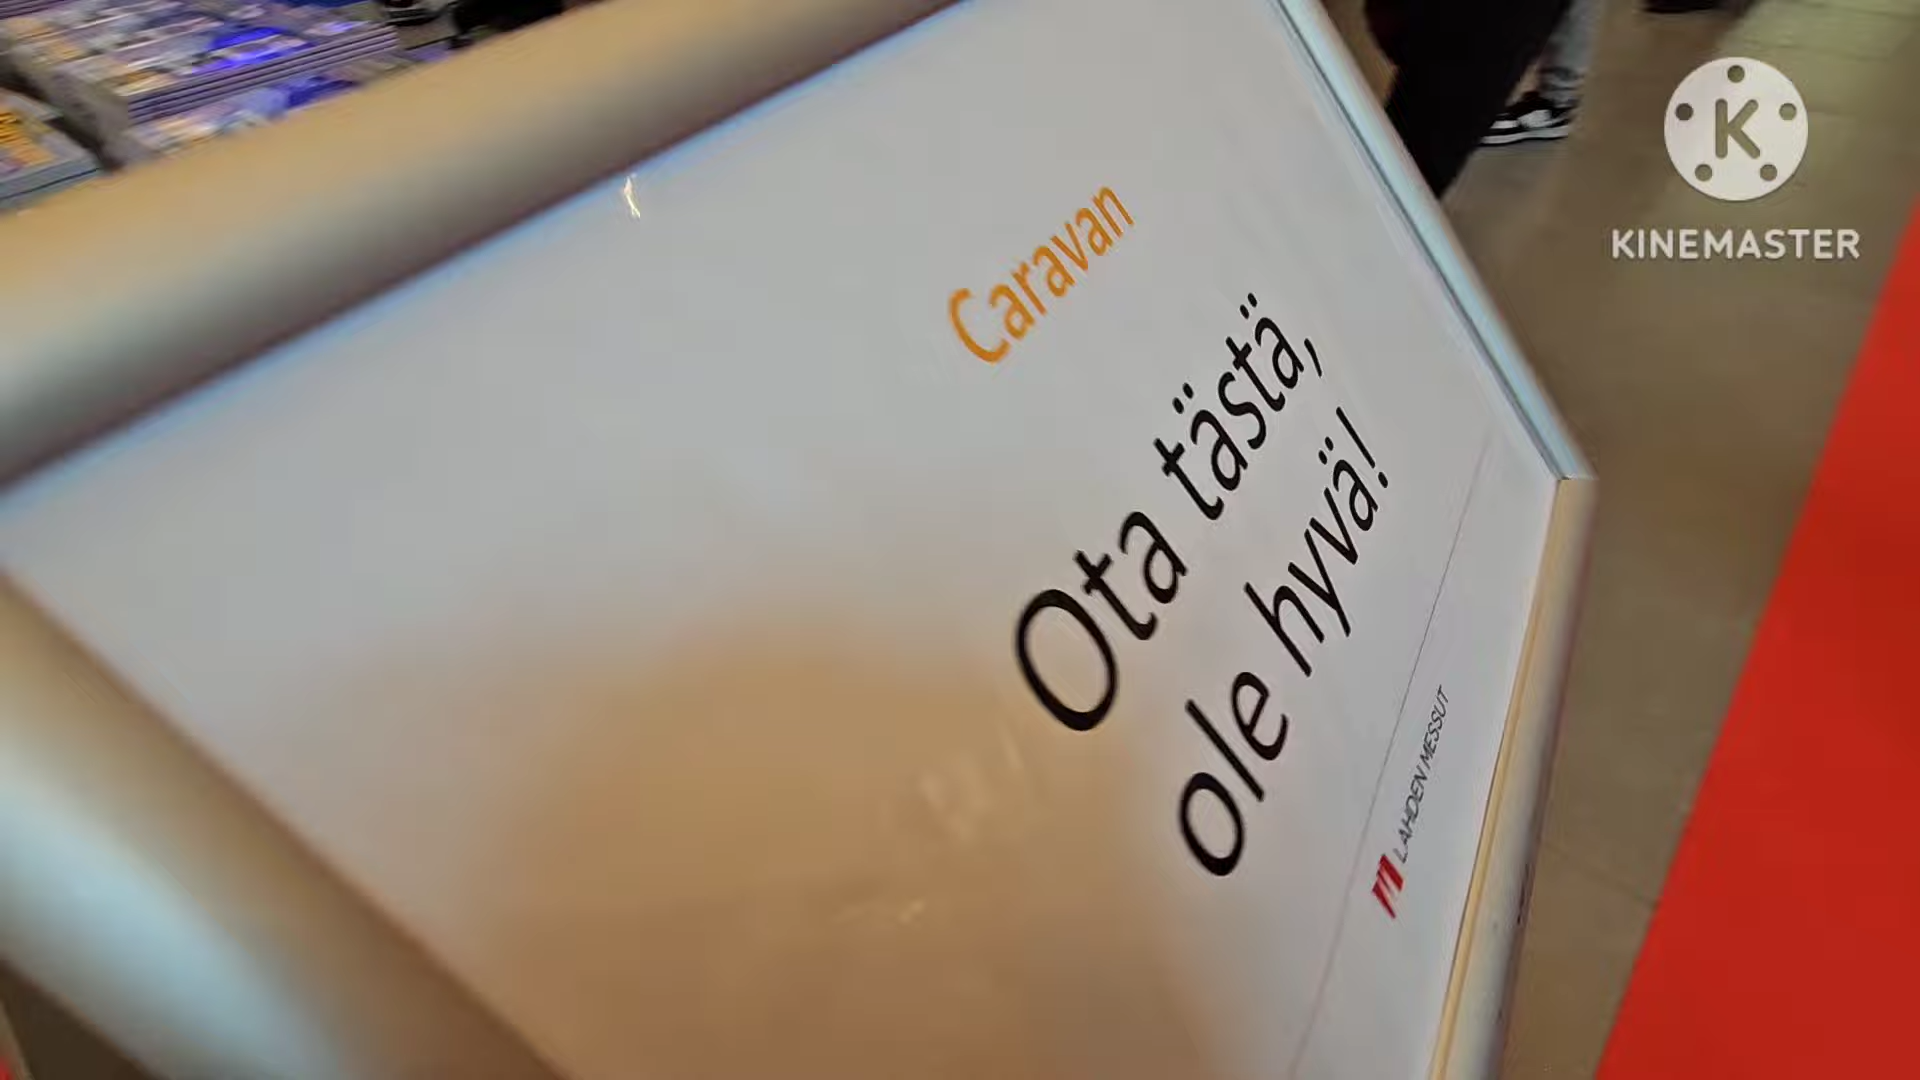 Caravan
Ota tästä,
ole hyvä!
LAHDEN MESSUT
K
KINEMASTER